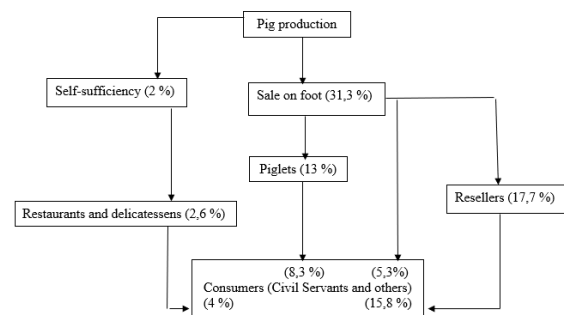 Pig production
Self-sufficiency (2 %)
Sale on foot (31,3 %)
Piglets (13 %)
Restaurants and delicatessens (2,6 %)
Resellers (17,7 %)
(8,3 %) (5,3%)
Consumers (Civil Servants and others)
(4 %) (15,8 %)